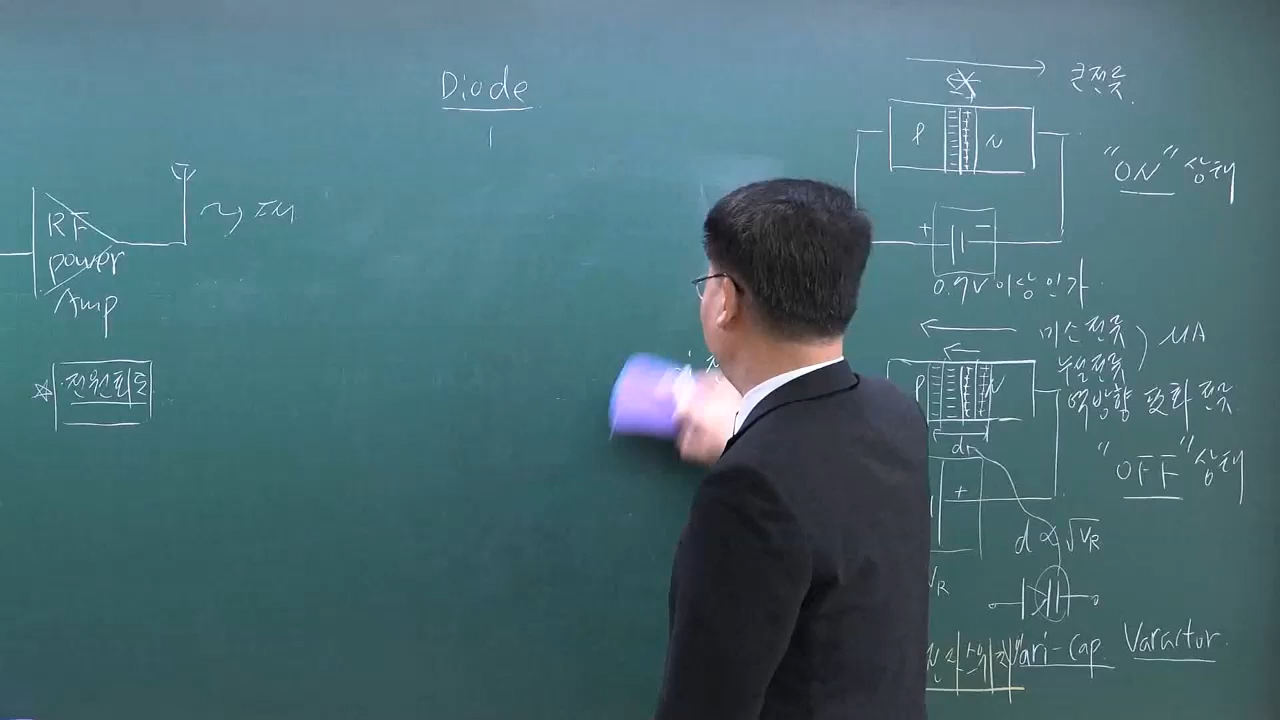 Diode
RF
power
Amp
전원회로
큰전류
P
N
"ON" 상태
+
-
0.7V 이상 인가
미소전류
누설전류
μA
역방향 포화전류
P
N
dr
"OFF" 상태
+
d ∝ √VR
VR
Vari-Cap
Varactor